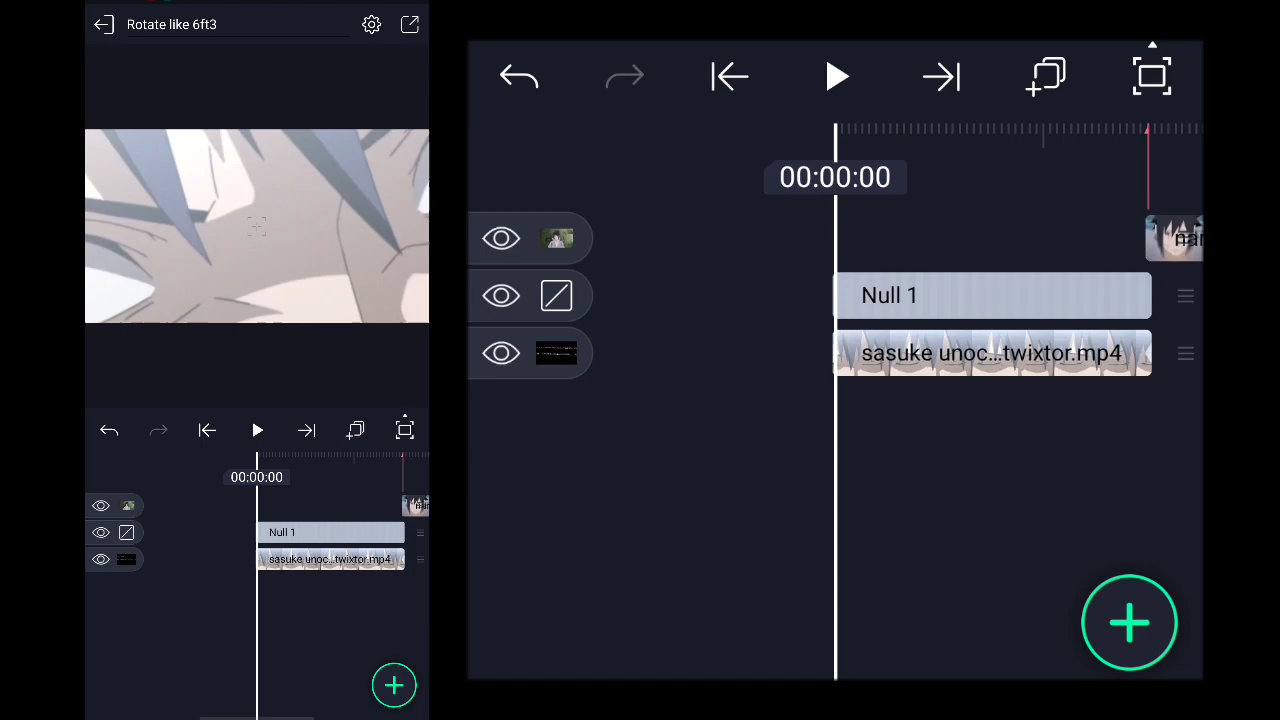 Rotate like 6ft3
00:00:00
Null 1
sasuke unoc...twixtor.mp4
00:00:00
Null 1
sasuke unoc...twixtor.mp4